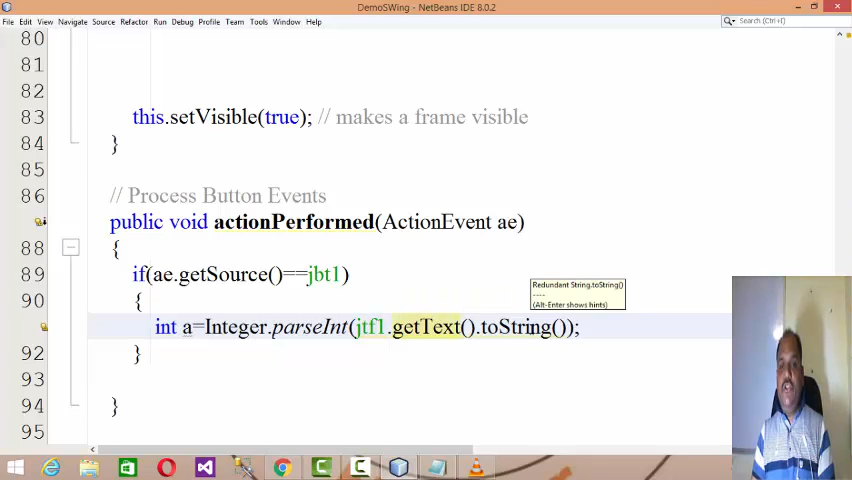 DemoSWing - NetBeans IDE 8.0.2
File Edit View Navigate Source Refactor Run Debug Profile Team Tools Window Help
Search (Ctrl+I)
80
81
82
83 this.setVisible(true); // makes a frame visible
84 }
85
86 // Process Button Events
public void actionPerformed(ActionEvent ae)
88 {
89 if(ae.getSource()==jbt1)
90 {
Redundant String.toString()
----
(Alt-Enter shows hints)
int a=Integer.parseInt(jtf1.getText().toString());
92 }
93
94 }
95